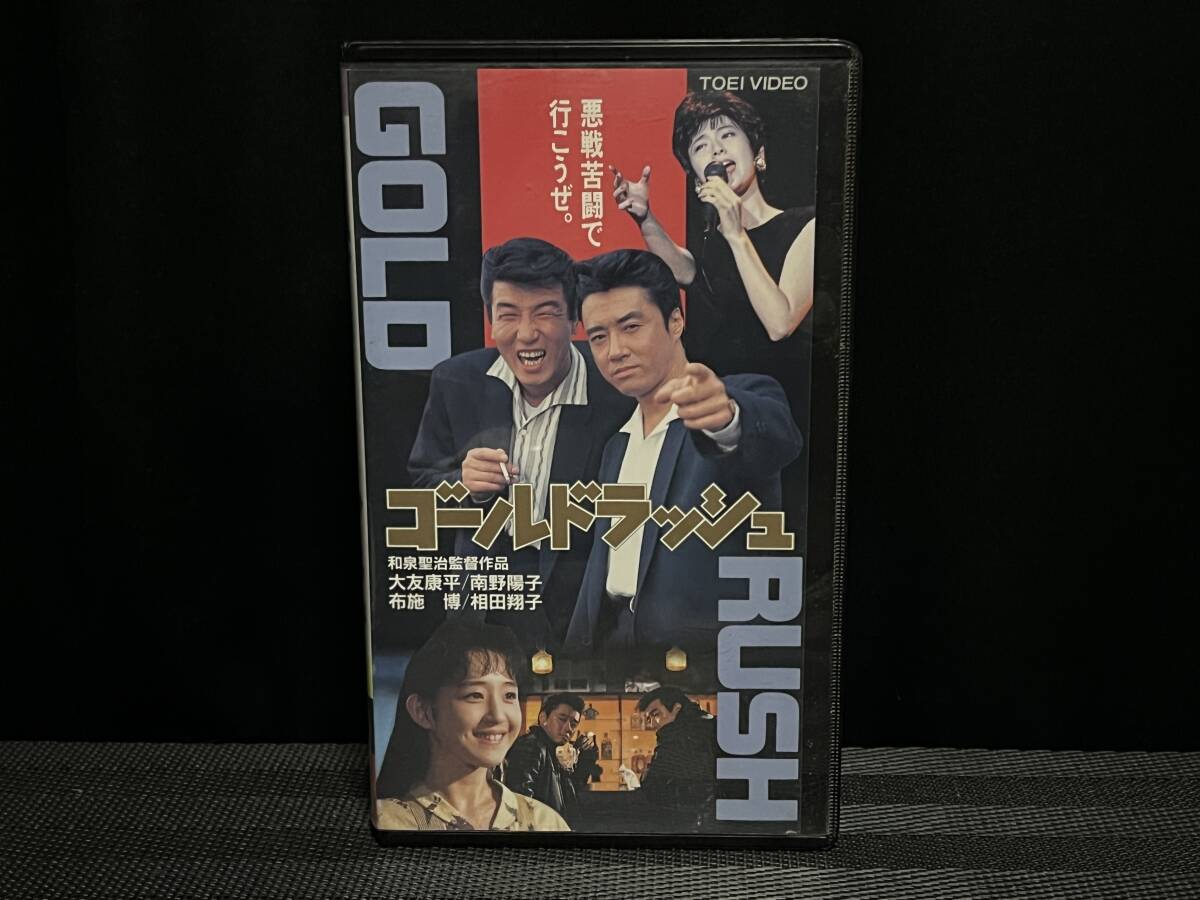 TOEI VIDEO
GOLD
悪戦苦闘で
行こうぜ。
ゴールドラッシュ
和泉聖治監督作品
大友康平/南野陽子
布施 博/相田翔子
RUSH